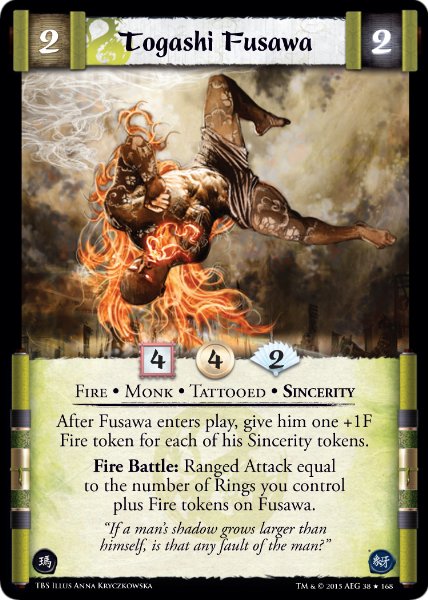 2 Togashi Fusawa 2
4 4 2
Fire • Monk • Tattooed • Sincerity
After Fusawa enters play, give him one +1F
Fire token for each of his Sincerity tokens.
Fire Battle: Ranged Attack equal
to the number of Rings you control
plus Fire tokens on Fusawa.
“If a man’s shadow grows larger than
himself, is that any fault of the man?”
TBS Illus Anna Kryczkowska TM & © 2015 AEG 38 ★ 168